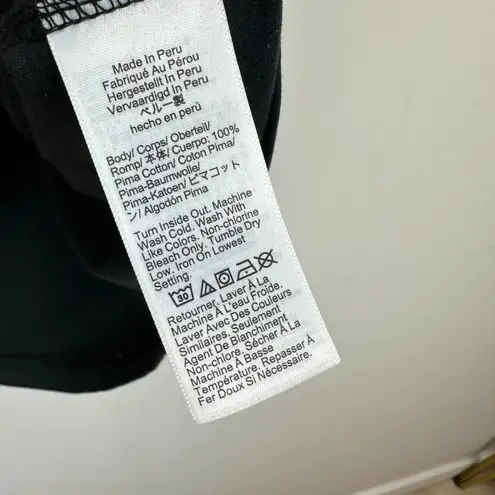 Made In Peru
Fabriqué Au Pérou
Hergestellt In Peru
Vervaardigd In Peru
ペルー製
hecho en perú
Body/ Corps/ Oberteil/
Romp/ 本体/ Cuerpo: 100%
Pima Cotton/ Coton Pima/
Pima-Baumwolle/
Pima-Katoen/ ピマコット
ン/ Algodón Pima
Turn Inside Out. Machine
Wash Cold. Wash With
Like Colors. Non-chlorine
Bleach Only. Tumble Dry
Low. Iron On Lowest
Setting.
30
Retourner. Laver À La
Machine À L'eau Froide.
Laver Avec Des Couleurs
Similaires. Seulement
Agent De Blanchiment
Non-chlore. Sécher À La
Machine À Basse
Température. Repasser À
Fer Doux Si Nécessaire.